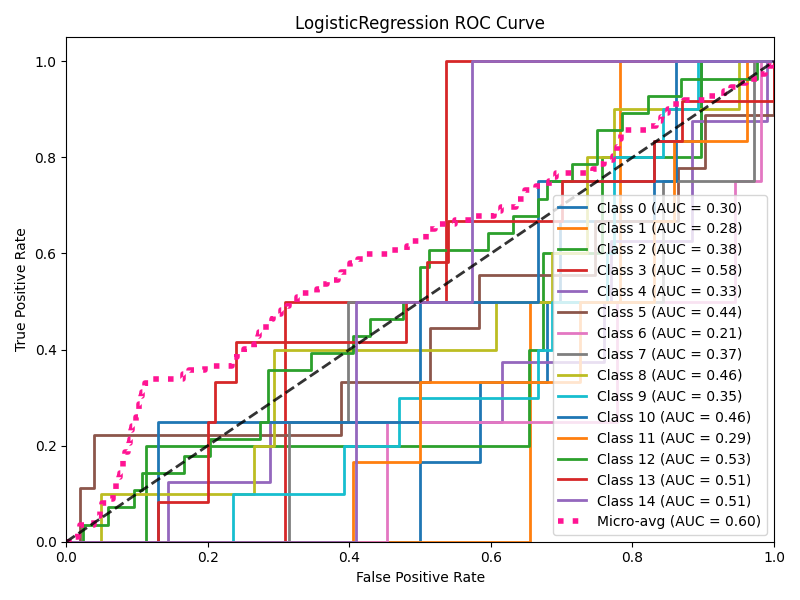 LogisticRegression ROC Curve
True Positive Rate
1.0
0.8
0.6
0.4
0.2
0.0
Class 0 (AUC = 0.30)
Class 1 (AUC = 0.28)
Class 2 (AUC = 0.38)
Class 3 (AUC = 0.58)
Class 4 (AUC = 0.33)
Class 5 (AUC = 0.44)
Class 6 (AUC = 0.21)
Class 7 (AUC = 0.37)
Class 8 (AUC = 0.46)
Class 9 (AUC = 0.35)
Class 10 (AUC = 0.46)
Class 11 (AUC = 0.29)
Class 12 (AUC = 0.53)
Class 13 (AUC = 0.51)
Class 14 (AUC = 0.51)
Micro-avg (AUC = 0.60)
0.0 0.2 0.4 0.6 0.8 1.0
False Positive Rate